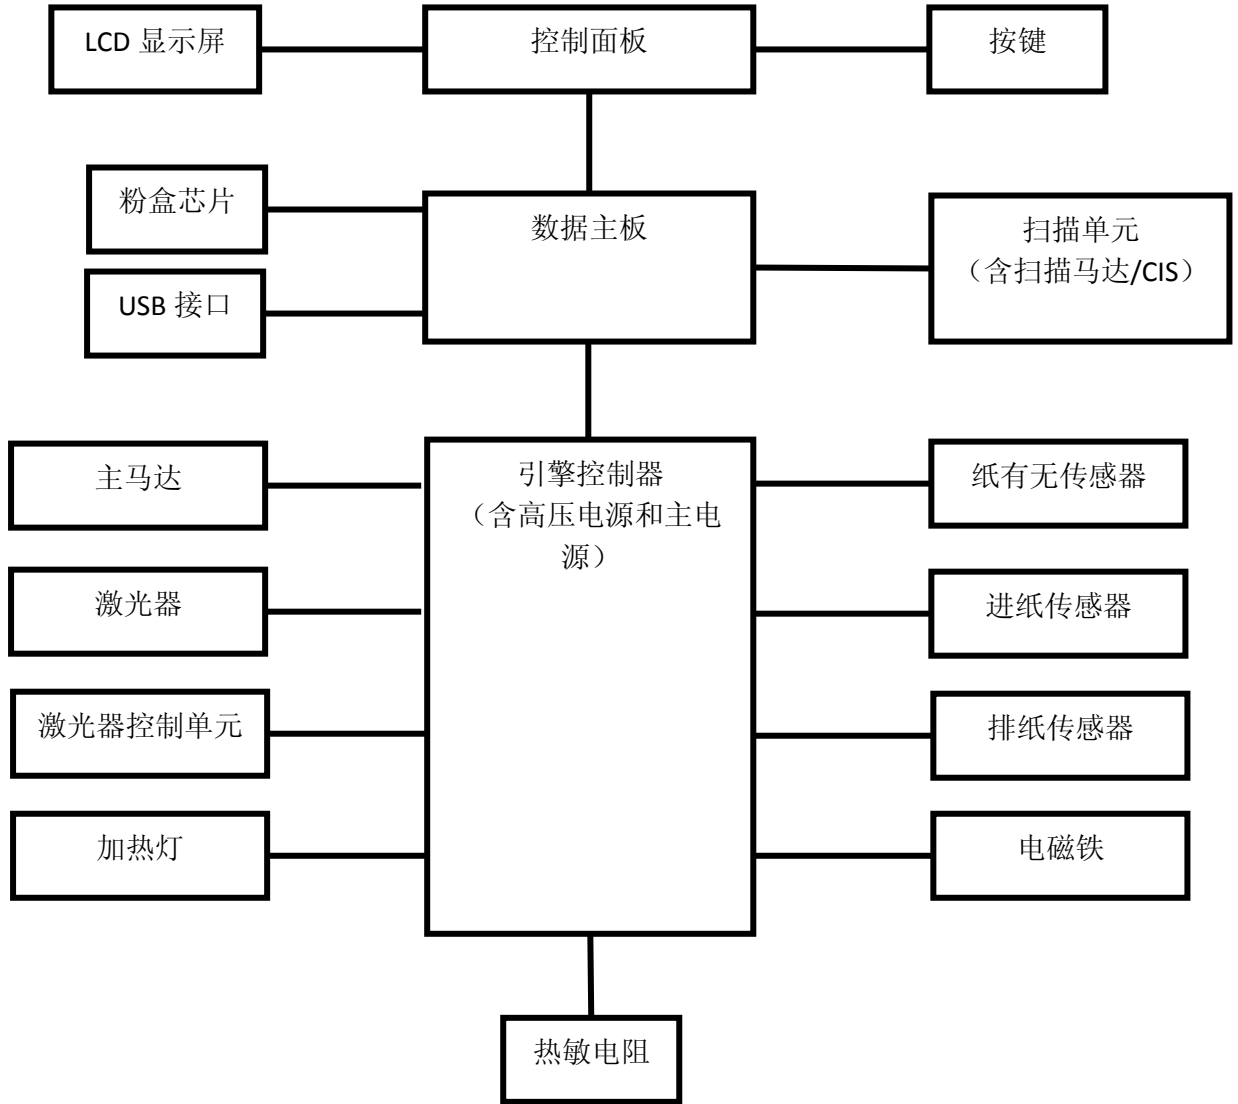 LCD 显示屏
控制面板
按键
粉盒芯片
数据主板
扫描单元
（含扫描马达/CIS）
USB 接口
主马达
引擎控制器
（含高压电源和主电
源）
纸有无传感器
激光器
进纸传感器
激光器控制单元
排纸传感器
加热灯
电磁铁
热敏电阻